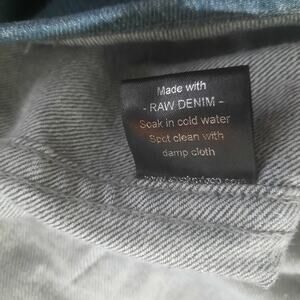 Made with
- RAW DENIM -
Soak in cold water
Spot clean with
damp cloth